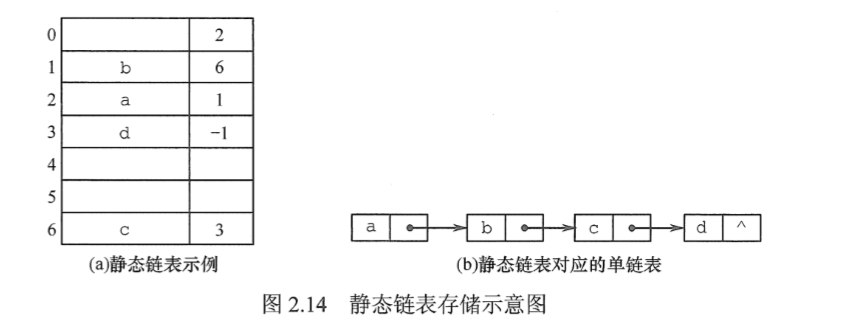 0 2
1 b 6
2 a 1
3 d -1
4
5
6 c 3
a b c d ^
(a)静态链表示例
(b)静态链表对应的单链表
图 2.14 静态链表存储示意图